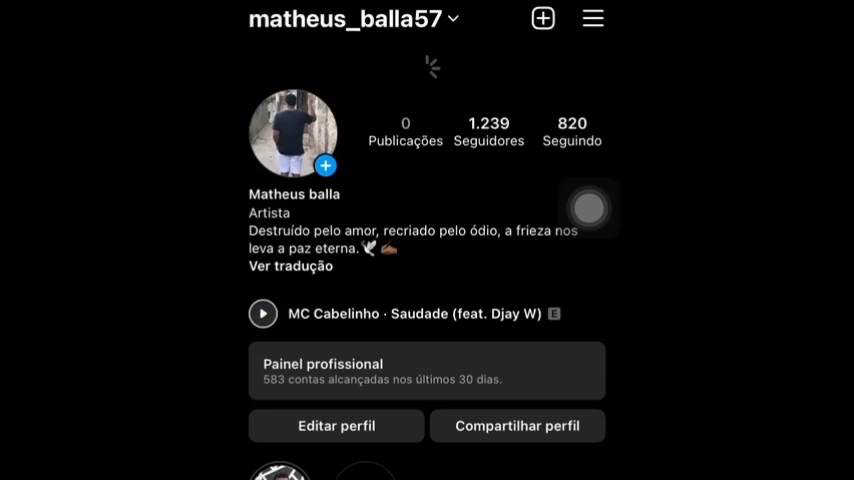 matheus_balla57
0 1.239 820
Publicações Seguidores Seguindo
Matheus balla
Artista
Destruído pelo amor, recriado pelo ódio, a frieza nos
leva a paz eterna.🕊️✍🏾
Ver tradução
MC Cabelinho · Saudade (feat. Djay W) E
Painel profissional
583 contas alcançadas nos últimos 30 dias.
Editar perfil Compartilhar perfil